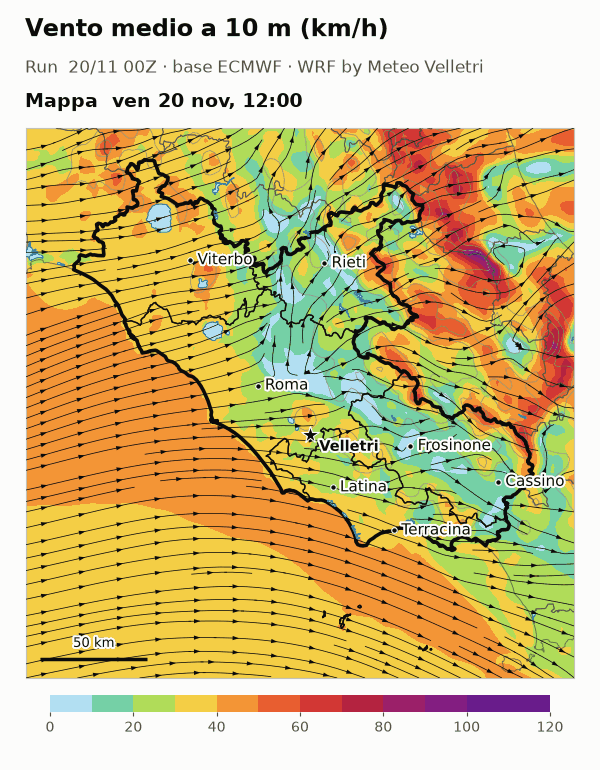 Vento medio a 10 m (km/h)
Run  20/11 00Z · base ECMWF · WRF by Meteo Velletri
Mappa  ven 20 nov, 12:00
Viterbo
Rieti
Roma
Velletri
Frosinone
Cassino
Latina
Terracina
50 km
0 20 40 60 80 100 120